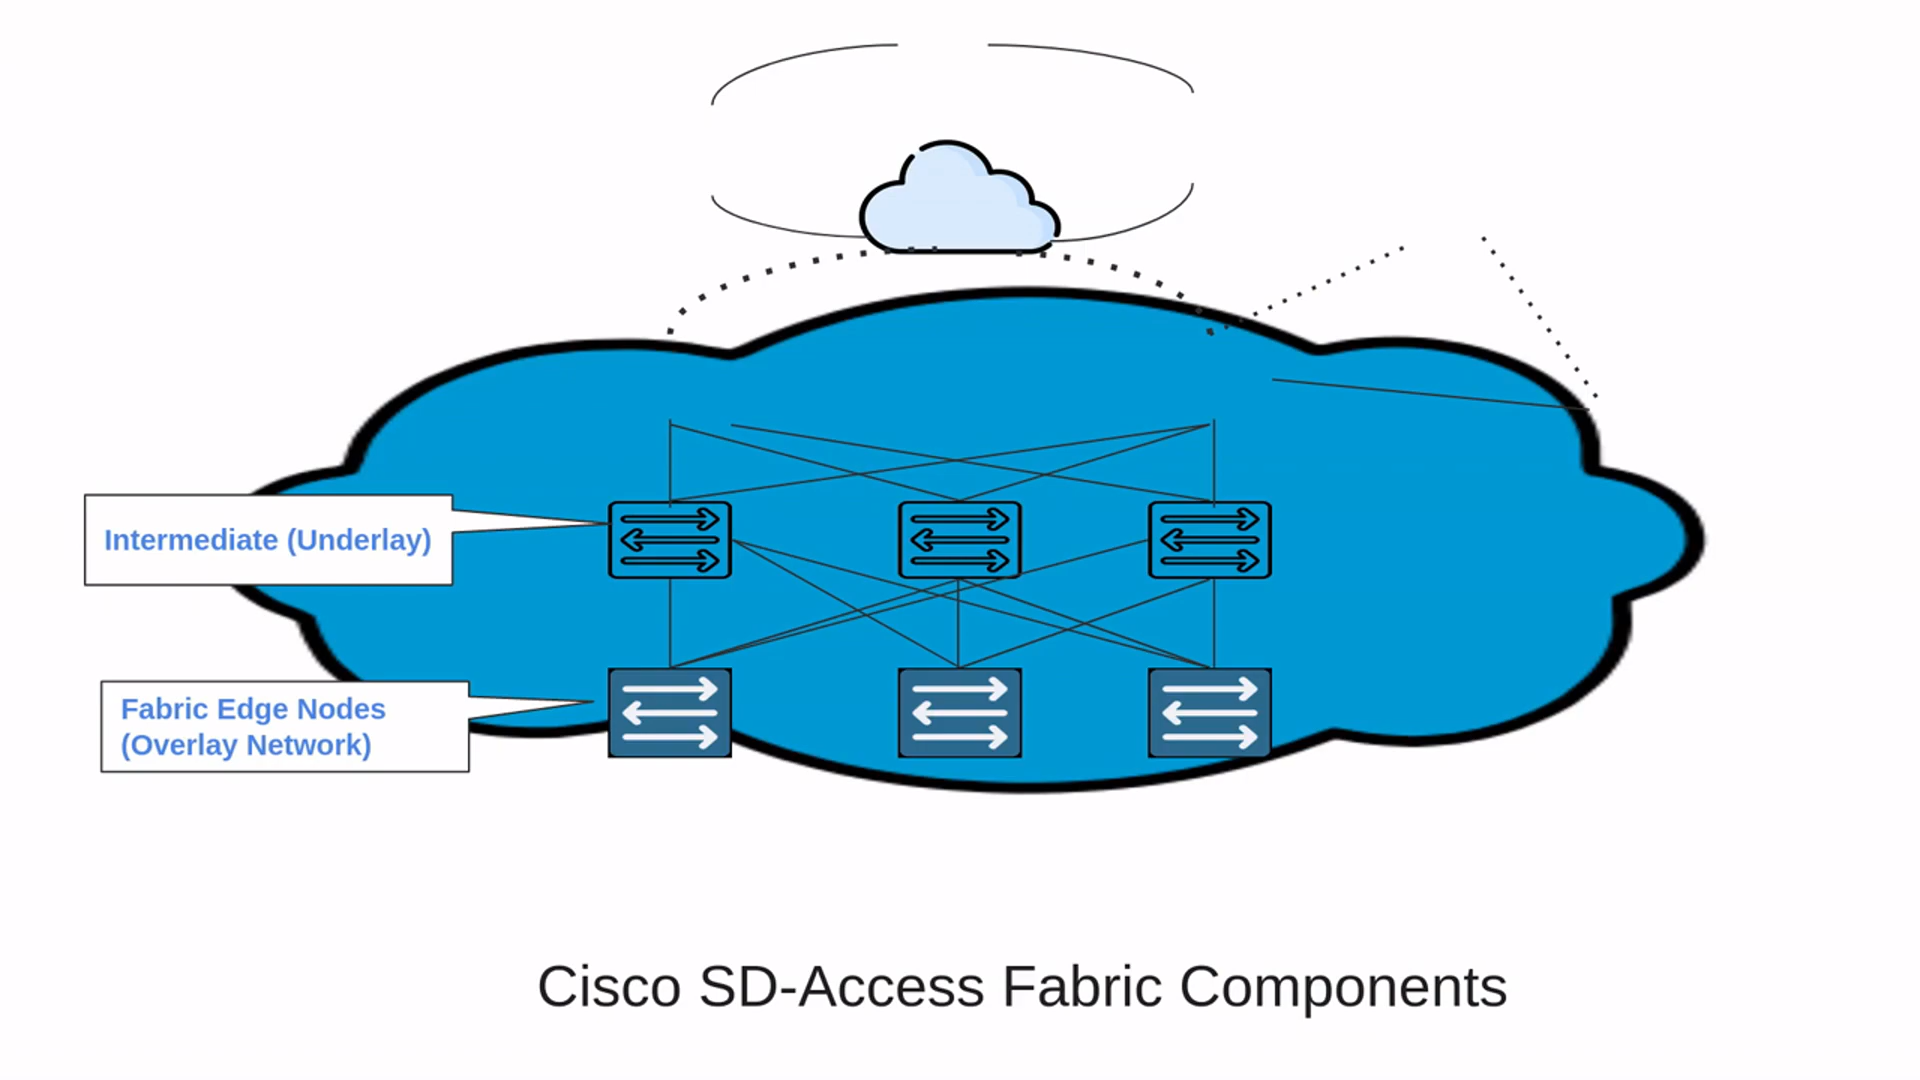 Intermediate (Underlay)
Fabric Edge Nodes
(Overlay Network)
Cisco SD-Access Fabric Components